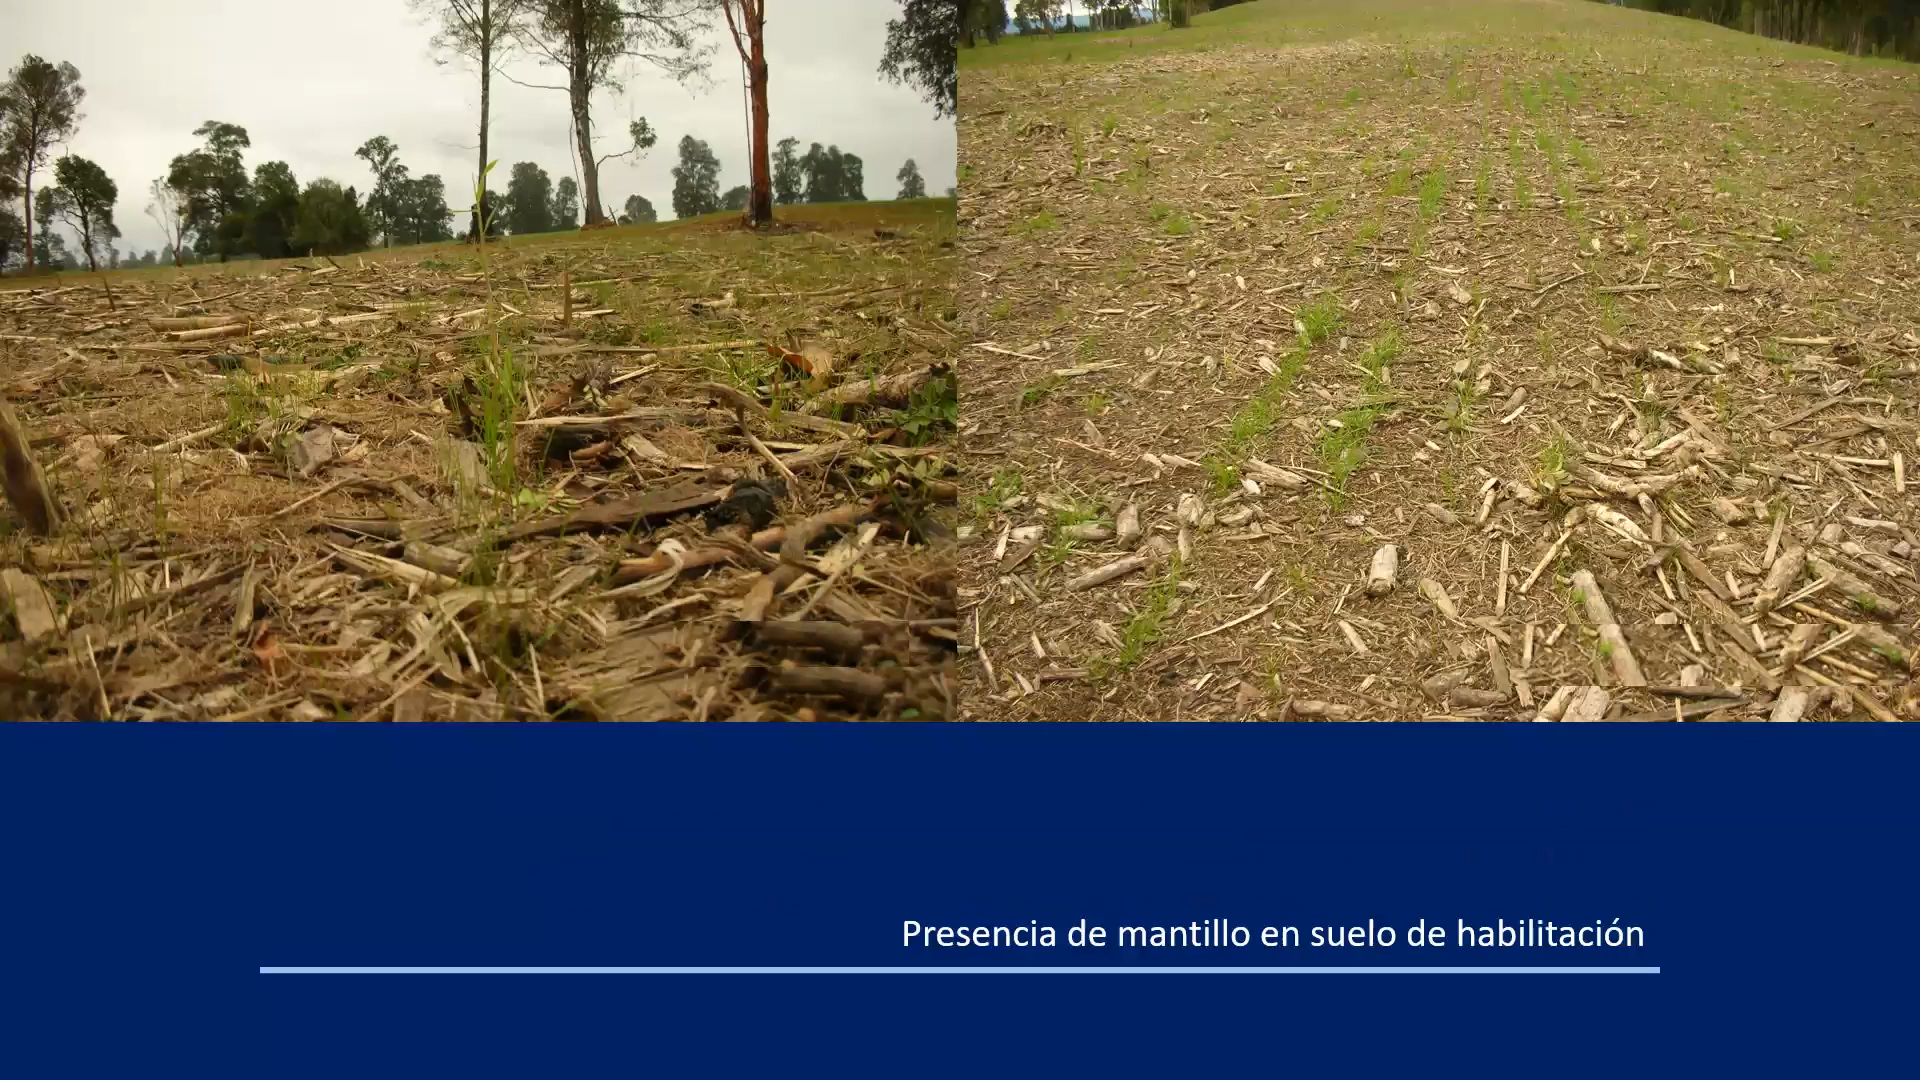 Presencia de mantillo en suelo de habilitación